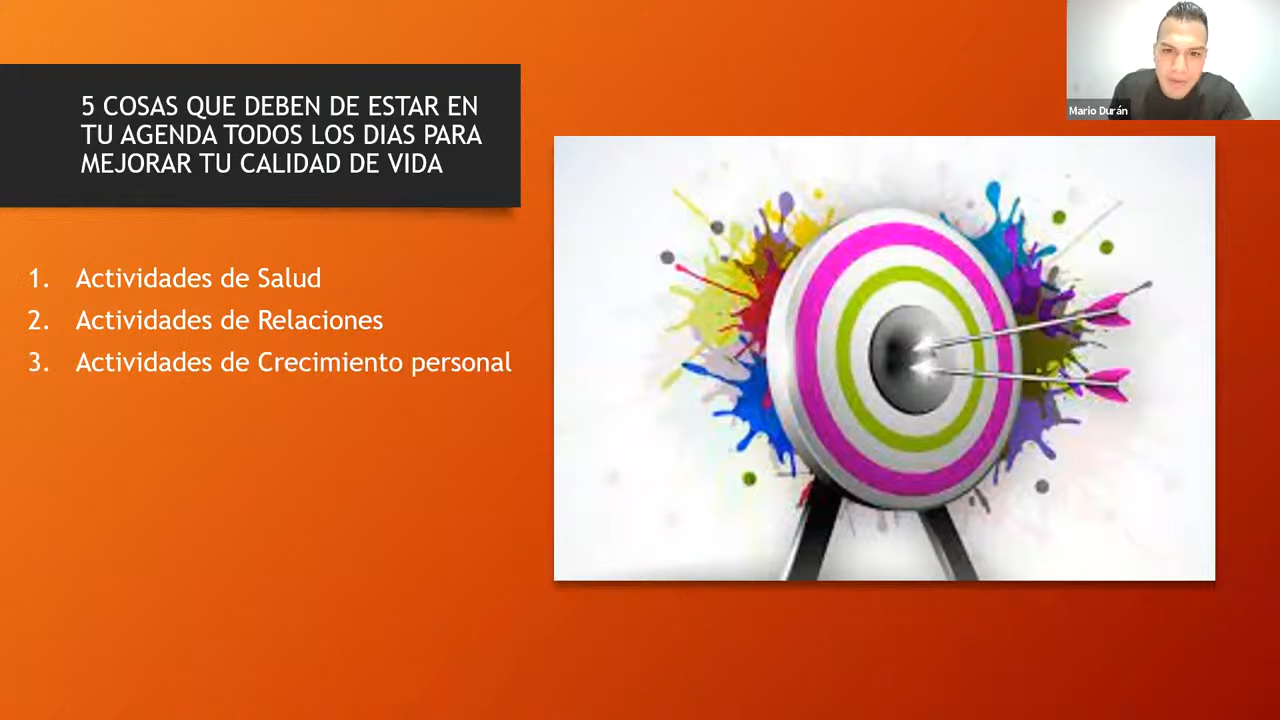 5 COSAS QUE DEBEN DE ESTAR EN
TU AGENDA TODOS LOS DIAS PARA
MEJORAR TU CALIDAD DE VIDA
1. Actividades de Salud
2. Actividades de Relaciones
3. Actividades de Crecimiento personal
Mario Durán